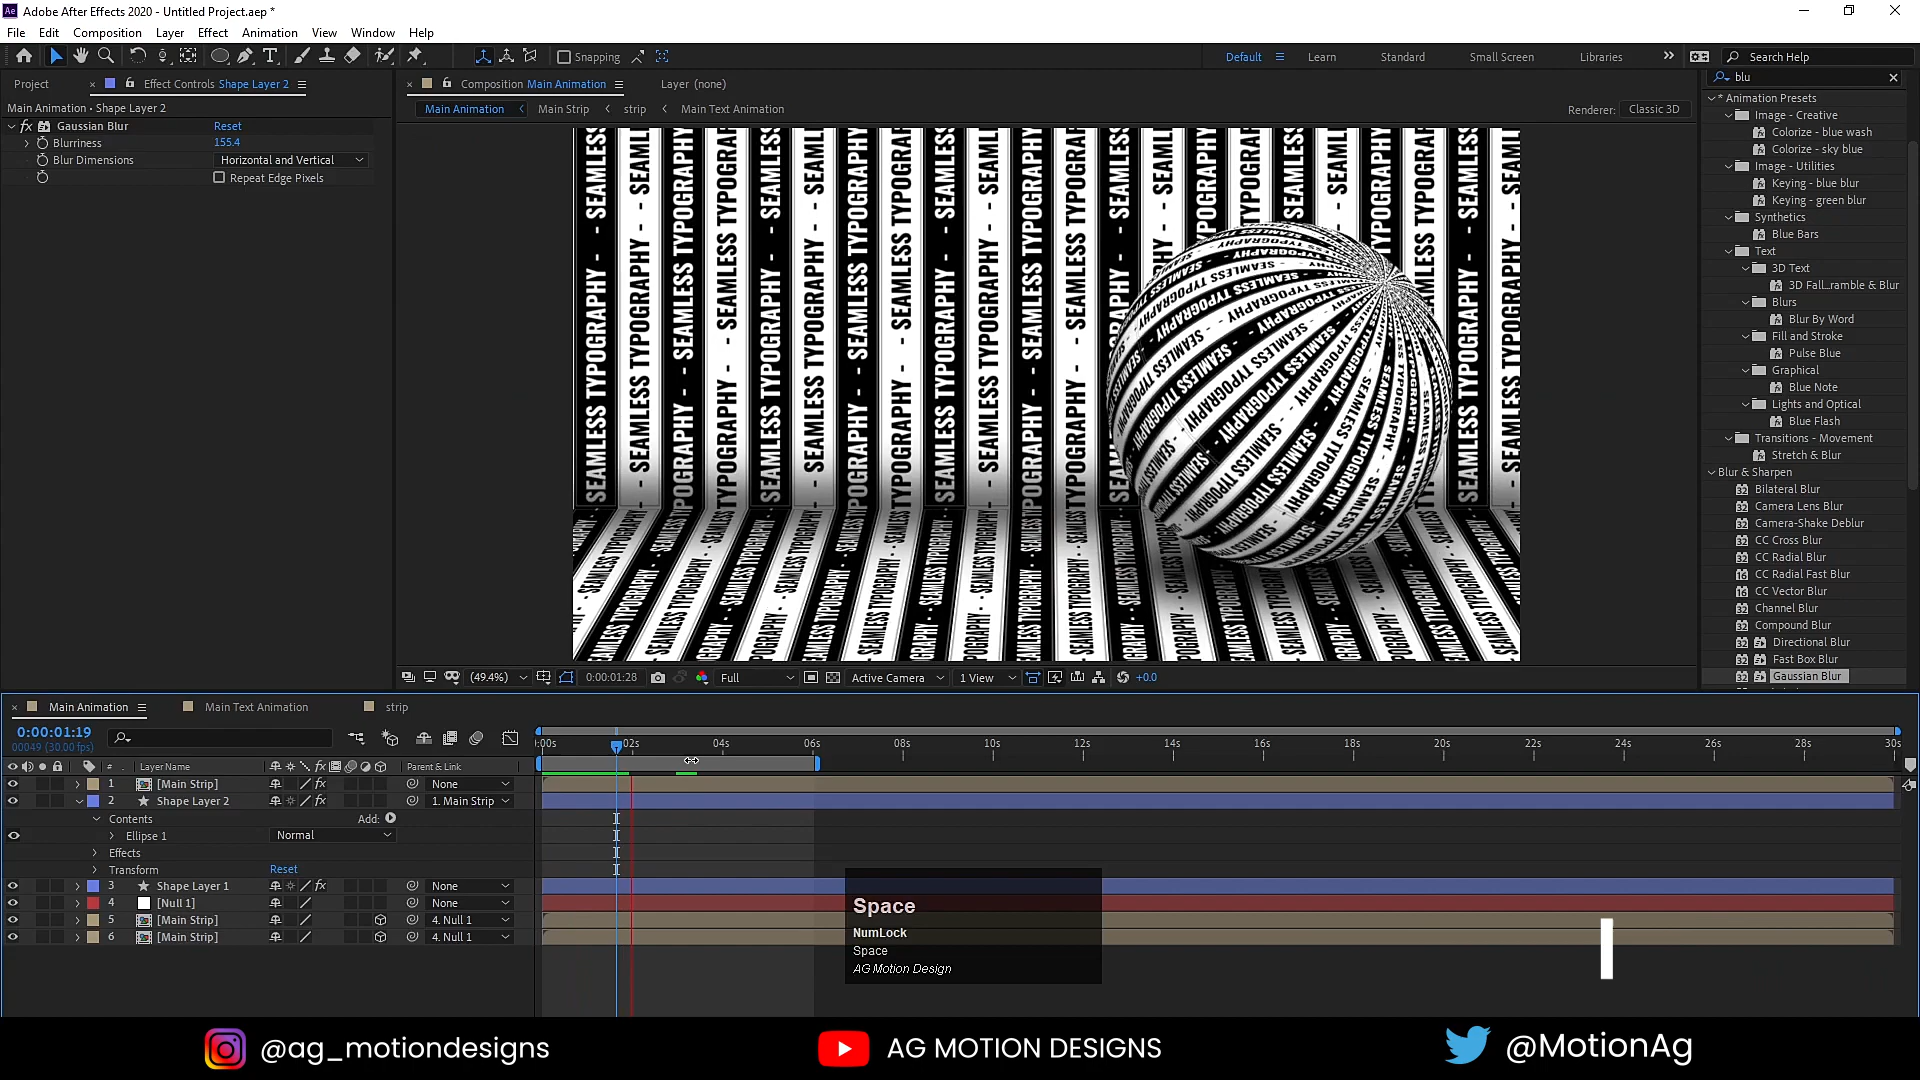 Ae Adobe After Effects 2020 - Untitled Project.aep *
File Edit Composition Layer Effect Animation View Window Help
Snapping Default Learn Standard Small Screen Libraries Search Help
Project Effect Controls Shape Layer 2
Main Animation • Shape Layer 2
fx Gaussian Blur Reset
Blurriness 155.4
Blur Dimensions Horizontal and Vertical
Repeat Edge Pixels
Composition Main Animation Layer (none)
Main Animation Main Strip strip Main Text Animation
Renderer: Classic 3D
SEAMLESS TYPOGRAPHY - SEAMLESS TYPOGRAPHY -
(49.4%) 0:00:01:28 Full Active Camera 1 View +0.0
blu
* Animation Presets
Image - Creative
Colorize - blue wash
Colorize - sky blue
Image - Utilities
Keying - blue blur
Keying - green blur
Synthetics
Blue Bars
Text
3D Text
3D Fall...ramble & Blur
Blurs
Blur By Word
Fill and Stroke
Pulse Blue
Graphical
Blue Note
Lights and Optical
Blue Flash
Transitions - Movement
Stretch & Blur
Blur & Sharpen
Bilateral Blur
Camera Lens Blur
Camera-Shake Deblur
CC Cross Blur
CC Radial Blur
CC Radial Fast Blur
CC Vector Blur
Channel Blur
Compound Blur
Directional Blur
Fast Box Blur
Gaussian Blur
Main Animation Main Text Animation strip
0:00:01:19
00049 (30.00 fps)
:00s 02s 04s 06s 08s 10s 12s 14s 16s 18s 20s 22s 24s 26s 28s 30s
# Layer Name Parent & Link
1 [Main Strip] None
2 Shape Layer 2 1. Main Strip
Contents Add:
Ellipse 1 Normal
Effects
Transform Reset
3 Shape Layer 1 None
4 [Null 1] None
5 [Main Strip] 4. Null 1
6 [Main Strip] 4. Null 1
Space
NumLock
Space
AG Motion Design
@ag_motiondesigns AG MOTION DESIGNS @MotionAg